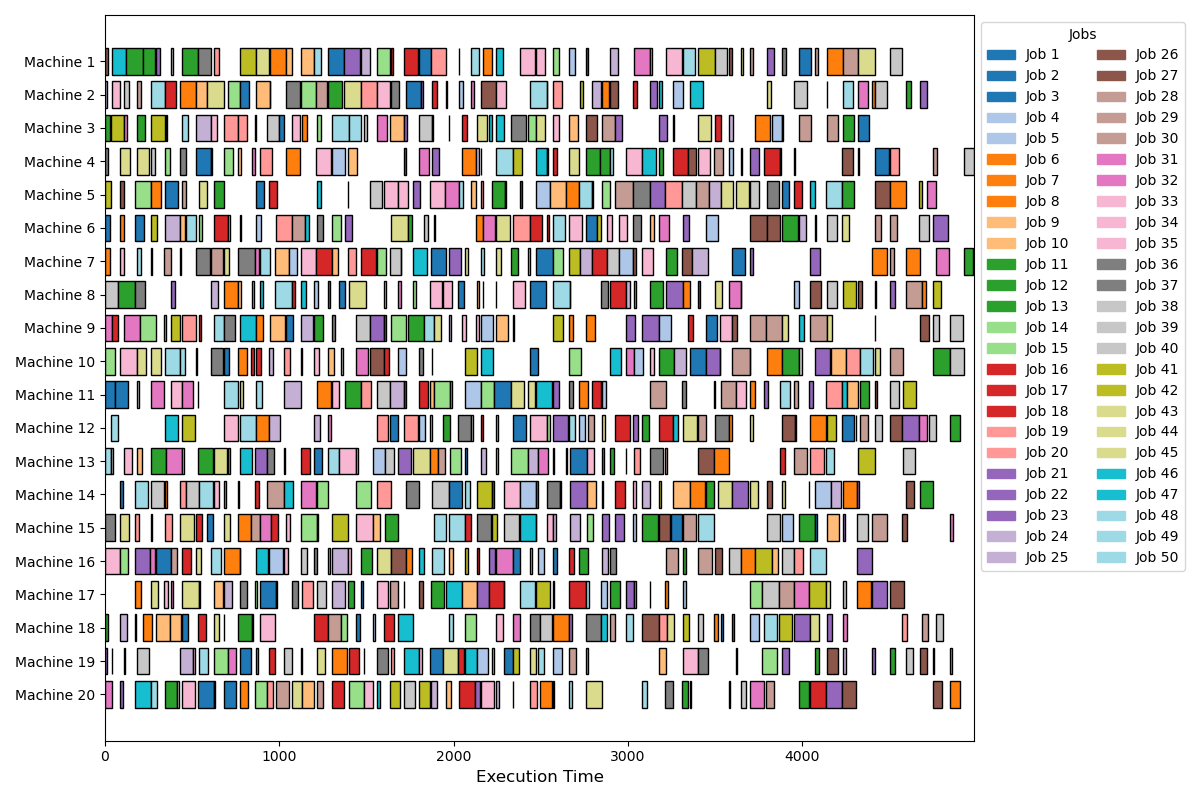 Machine 1
Machine 2
Machine 3
Machine 4
Machine 5
Machine 6
Machine 7
Machine 8
Machine 9
Machine 10
Machine 11
Machine 12
Machine 13
Machine 14
Machine 15
Machine 16
Machine 17
Machine 18
Machine 19
Machine 20
0 1000 2000 3000 4000
Execution Time
Jobs
Job 1
Job 2
Job 3
Job 4
Job 5
Job 6
Job 7
Job 8
Job 9
Job 10
Job 11
Job 12
Job 13
Job 14
Job 15
Job 16
Job 17
Job 18
Job 19
Job 20
Job 21
Job 22
Job 23
Job 24
Job 25
Job 26
Job 27
Job 28
Job 29
Job 30
Job 31
Job 32
Job 33
Job 34
Job 35
Job 36
Job 37
Job 38
Job 39
Job 40
Job 41
Job 42
Job 43
Job 44
Job 45
Job 46
Job 47
Job 48
Job 49
Job 50